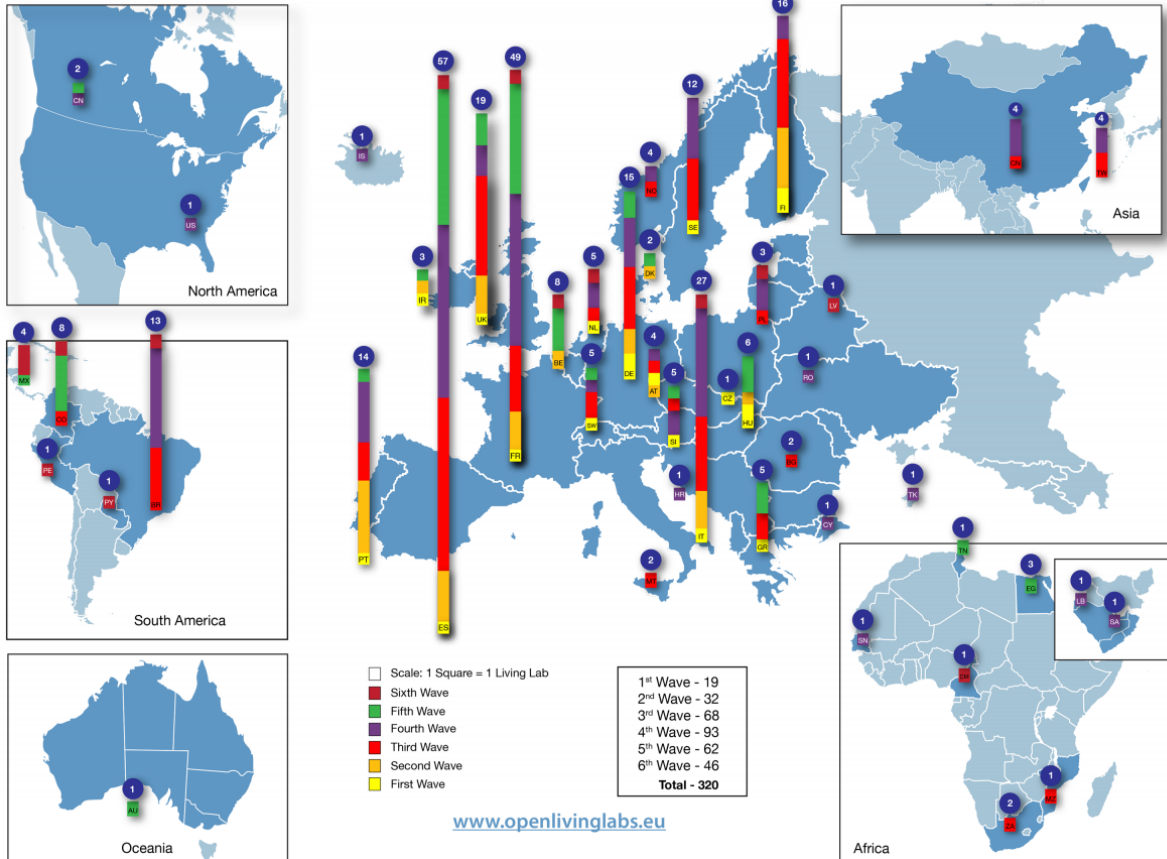 2
CN
1
US
North America
1
IS
57
49
19
16
12
4
NO
15
2
DK
3
IR
UK
8
BE
5
NL
5
SW
DE
SE
FI
4
CN
4
TW
Asia
27
3
PL
1
LV
4
AT
5
SI
1
CZ
6
HU
1
RO
14
PT
ES
FR
1
HR
2
BG
1
TK
5
GR
1
CY
IT
2
MT
4
MX
8
CO
13
BR
1
PE
1
PY
South America
1
AU
Oceania
Scale: 1 Square = 1 Living Lab
Sixth Wave
Fifth Wave
Fourth Wave
Third Wave
Second Wave
First Wave
1st Wave - 19
2nd Wave - 32
3rd Wave - 68
4th Wave - 93
5th Wave - 62
6th Wave - 46
Total - 320
www.openlivinglabs.eu
1
TN
3
EG
1
LB
1
SA
1
SN
1
CM
1
MZ
2
ZA
Africa